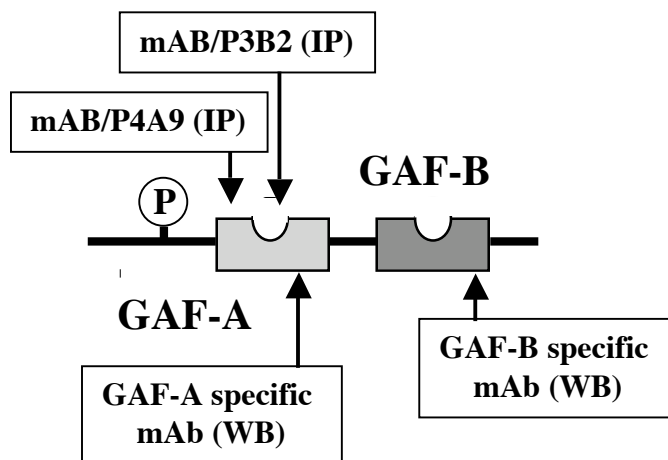 mAB/P3B2 (IP)
mAB/P4A9 (IP)
GAF-B
P
GAF-A
GAF-B specific
mAb (WB)
GAF-A specific
mAb (WB)